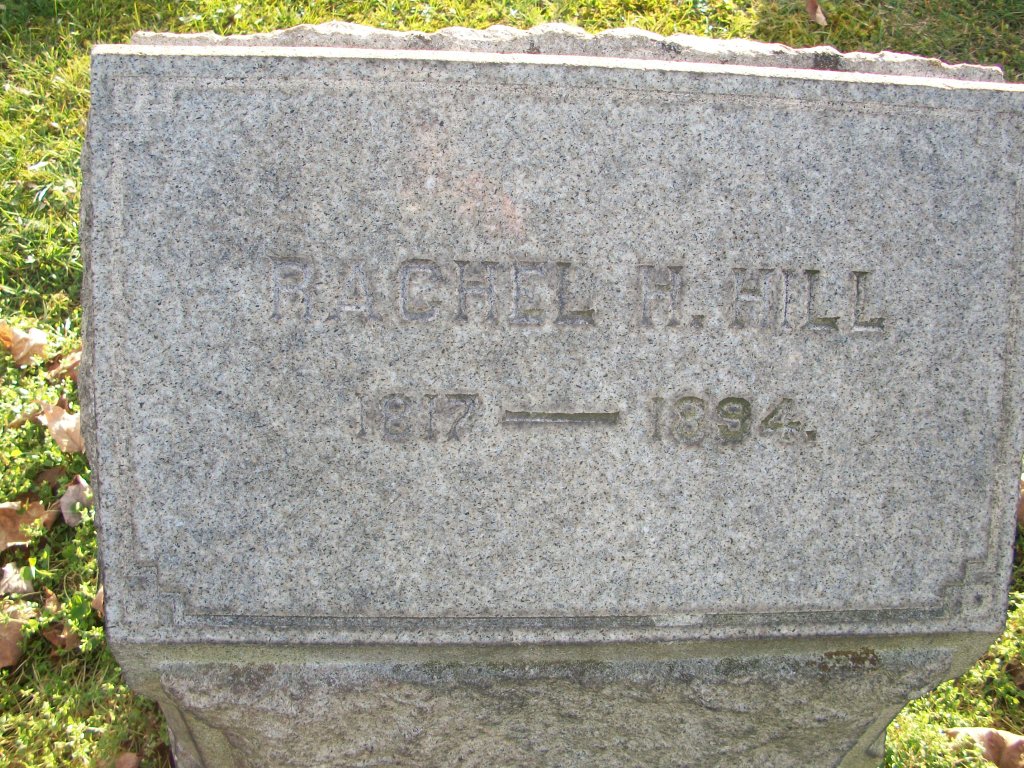 RACHEL H. HILL
1817 — 1894.